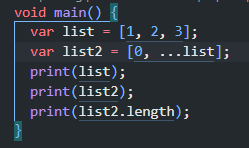 void main() {
  var list = [1, 2, 3];
  var list2 = [0, ...list];
  print(list);
  print(list2);
  print(list2.length);
}